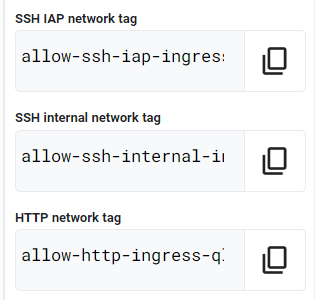 SSH IAP network tag
allow-ssh-iap-ingres
SSH internal network tag
allow-ssh-internal-i
HTTP network tag
allow-http-ingress-q